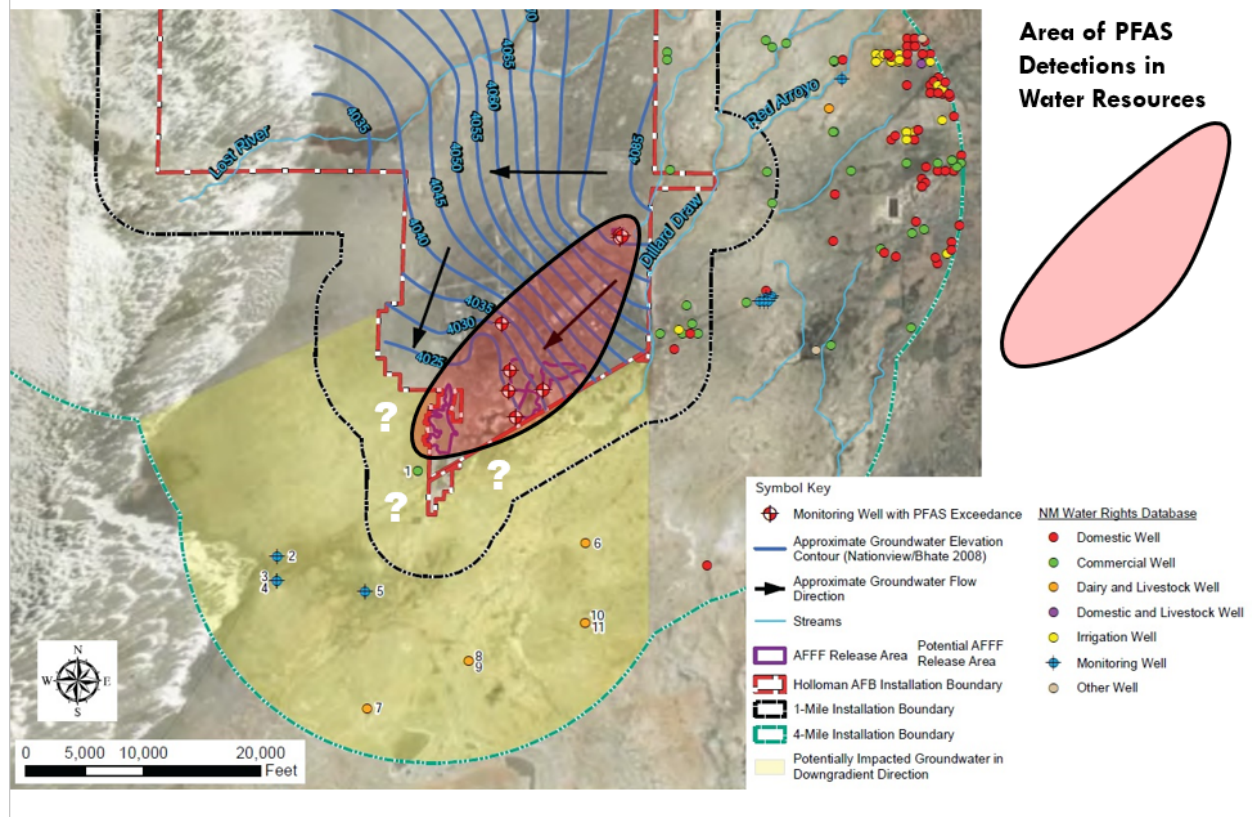 Area of PFAS
Detections in
Water Resources
70
4065
4060
4055
4050
4045
4040
4035
4085
Lost River
Red Arroyo
Dillard Draw
4035
4030
4025
?
?
?
1
2
3
4
5
6
10
11
8
9
7
N
W E
S
0 5,000 10,000 20,000
Feet
Symbol Key
Monitoring Well with PFAS Exceedance
Approximate Groundwater Elevation
Contour (Nationview/Bhate 2008)
Approximate Groundwater Flow
Direction
Streams
AFFF Release Area
Potential AFFF
Release Area
Holloman AFB Installation Boundary
1-Mile Installation Boundary
4-Mile Installation Boundary
Potentially Impacted Groundwater in
Downgradient Direction
NM Water Rights Database
Domestic Well
Commercial Well
Dairy and Livestock Well
Domestic and Livestock Well
Irrigation Well
Monitoring Well
Other Well